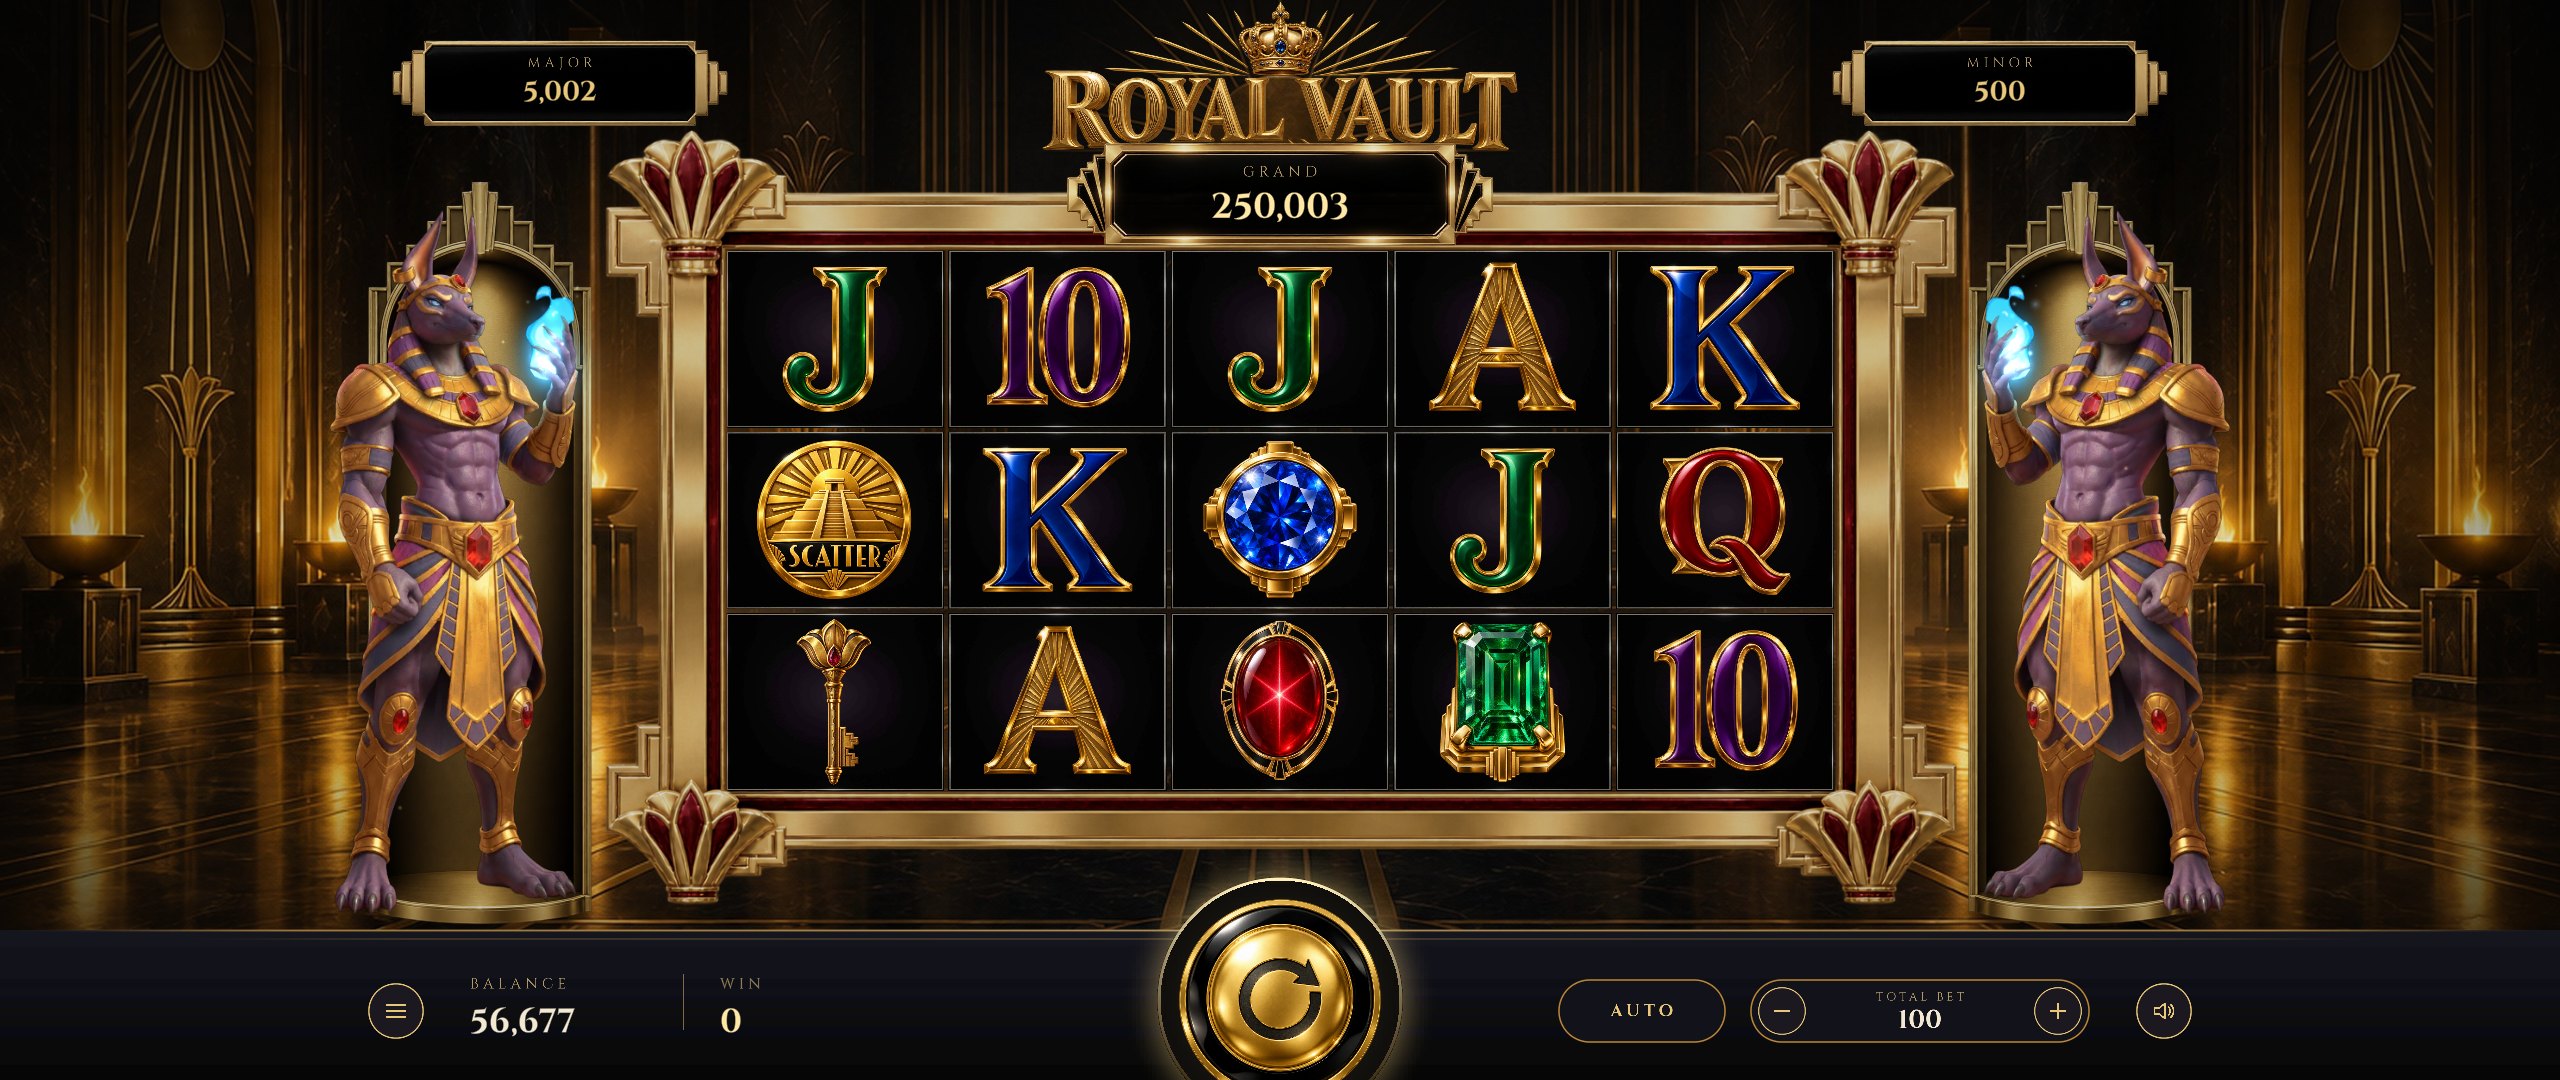 MAJOR
5,002
ROYAL VAULT
MINOR
500
GRAND
250,003
J 10 J A K
SCATTER K J Q
A 10
BALANCE
56,677
WIN
0
AUTO
TOTAL BET
100